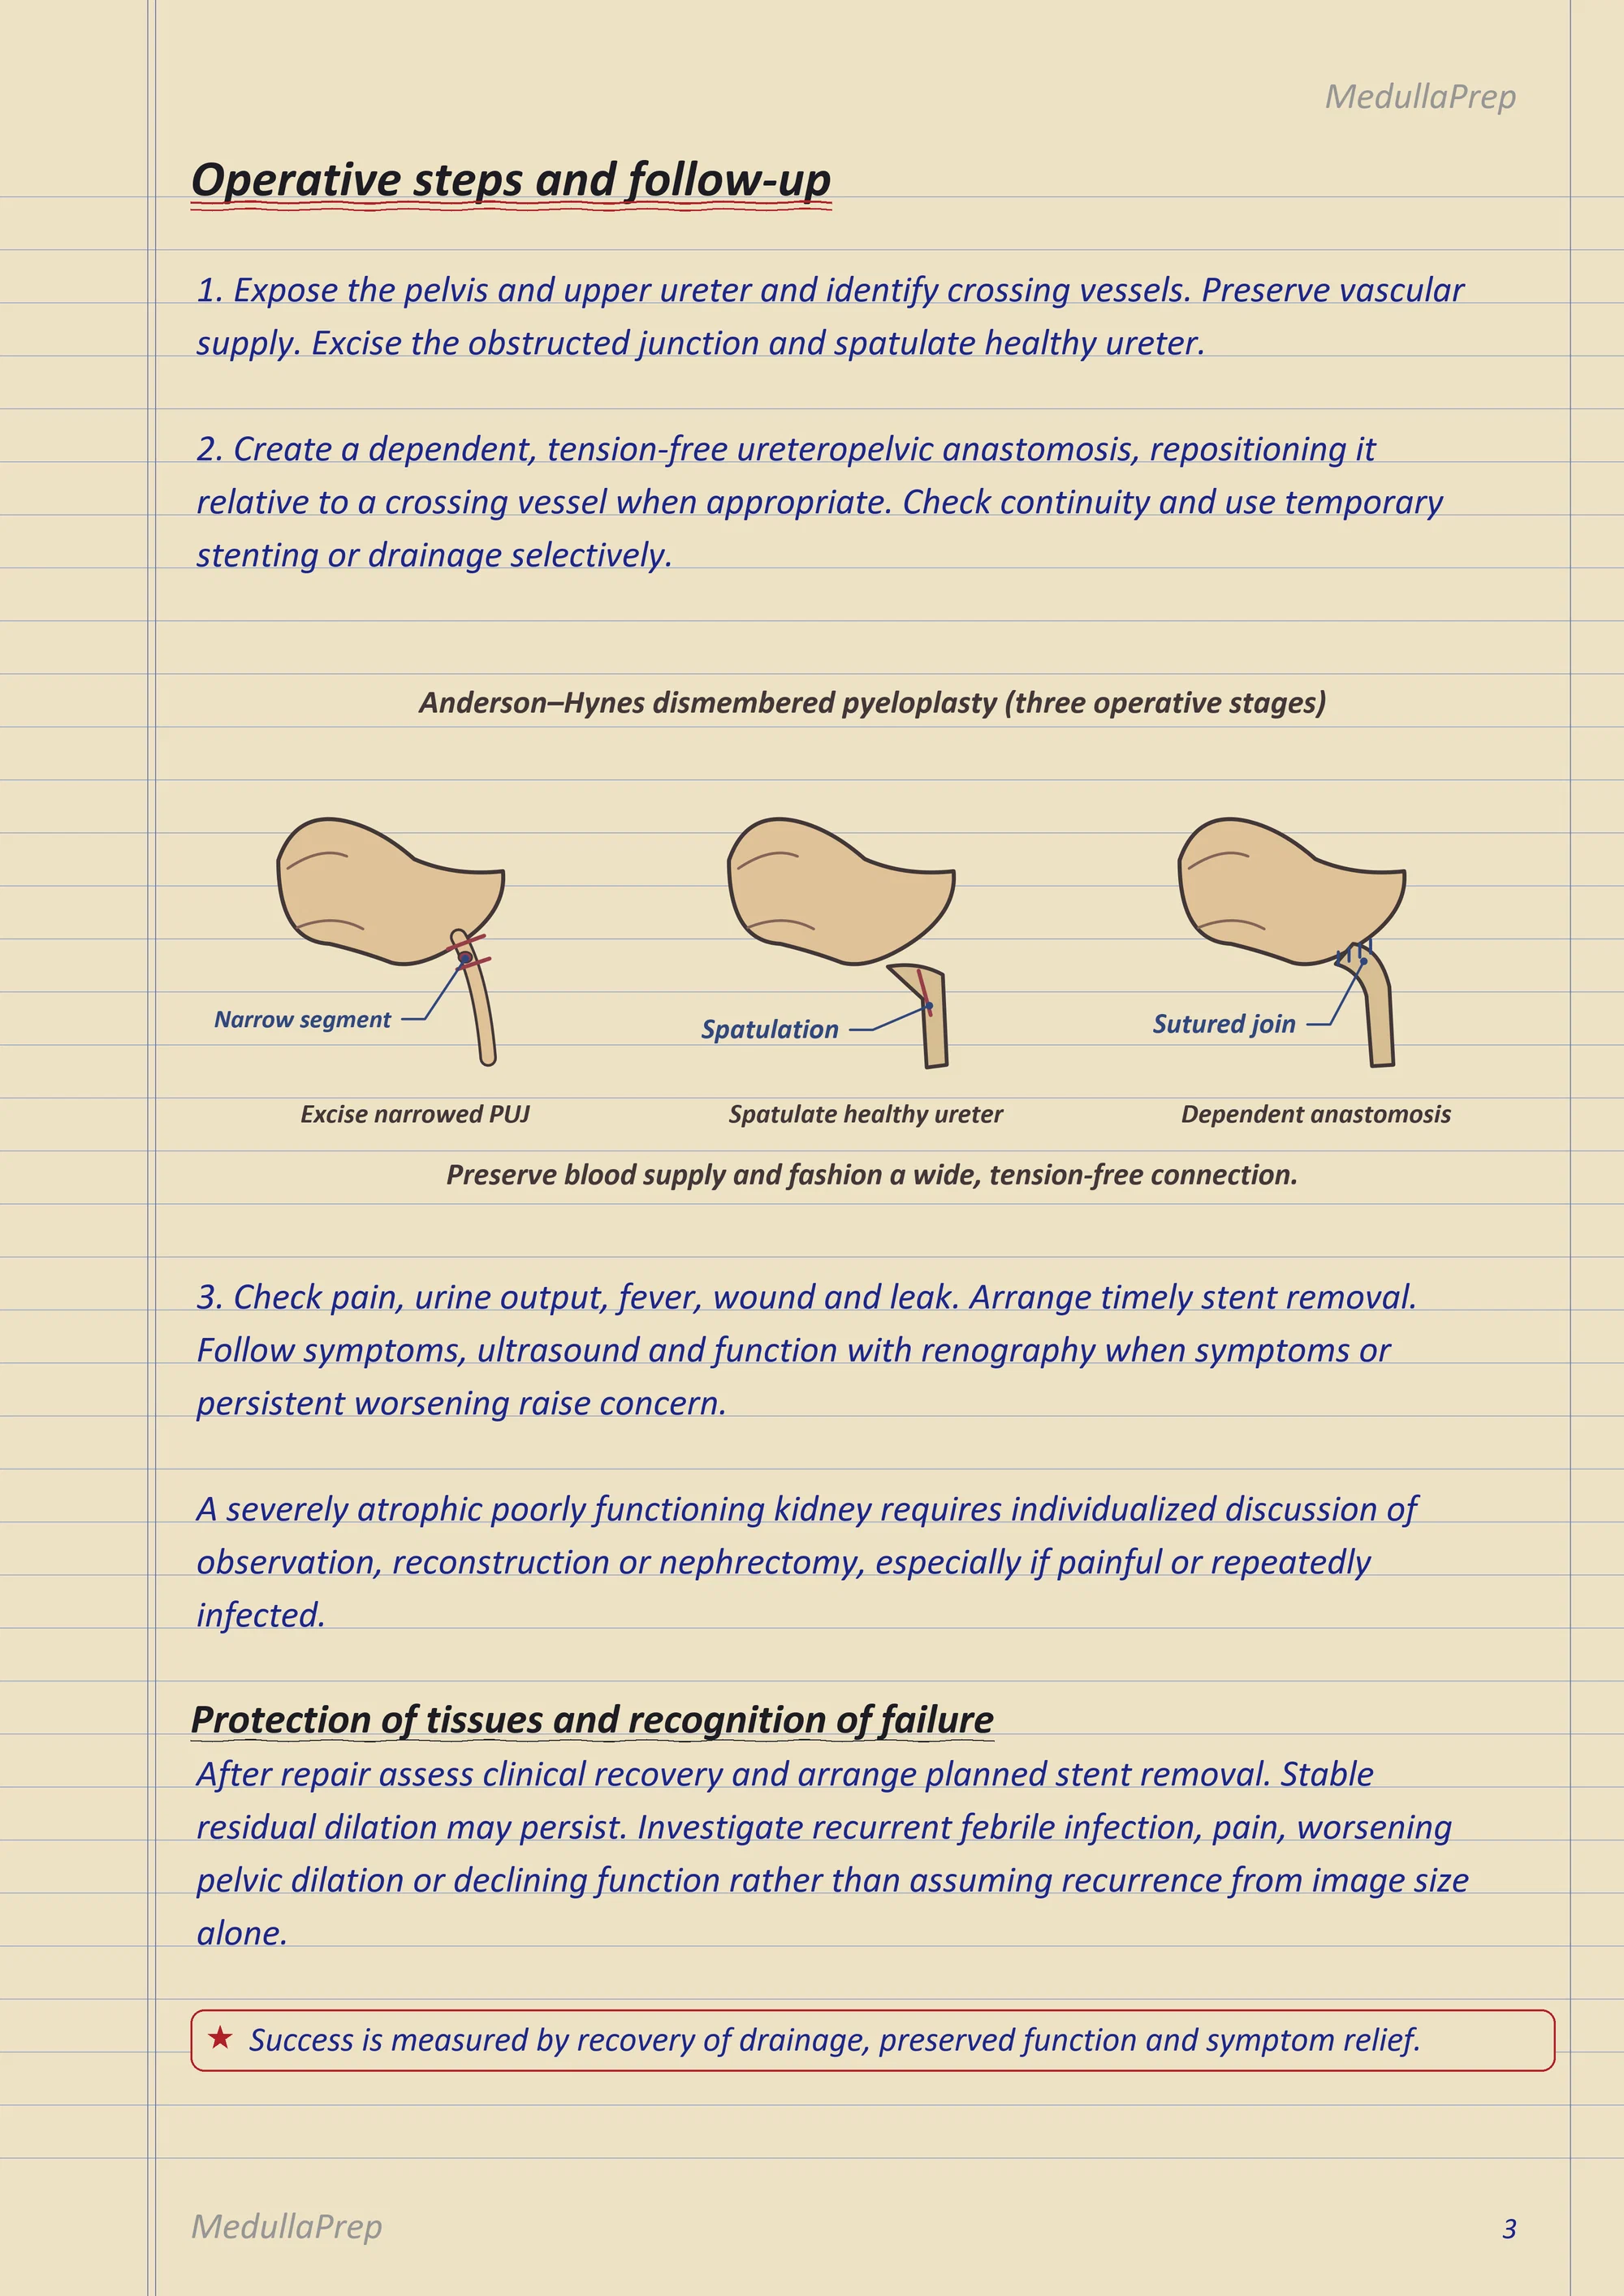 MedullaPrep
Operative steps and follow-up
1. Expose the pelvis and upper ureter and identify crossing vessels. Preserve vascular
supply. Excise the obstructed junction and spatulate healthy ureter.
2. Create a dependent, tension-free ureteropelvic anastomosis, repositioning it
relative to a crossing vessel when appropriate. Check continuity and use temporary
stenting or drainage selectively.
Anderson–Hynes dismembered pyeloplasty (three operative stages)
Narrow segment
Spatulation
Sutured join
Excise narrowed PUJ
Spatulate healthy ureter
Dependent anastomosis
Preserve blood supply and fashion a wide, tension-free connection.
3. Check pain, urine output, fever, wound and leak. Arrange timely stent removal.
Follow symptoms, ultrasound and function with renography when symptoms or
persistent worsening raise concern.
A severely atrophic poorly functioning kidney requires individualized discussion of
observation, reconstruction or nephrectomy, especially if painful or repeatedly
infected.
Protection of tissues and recognition of failure
After repair assess clinical recovery and arrange planned stent removal. Stable
residual dilation may persist. Investigate recurrent febrile infection, pain, worsening
pelvic dilation or declining function rather than assuming recurrence from image size
alone.
★ Success is measured by recovery of drainage, preserved function and symptom relief.
MedullaPrep
3